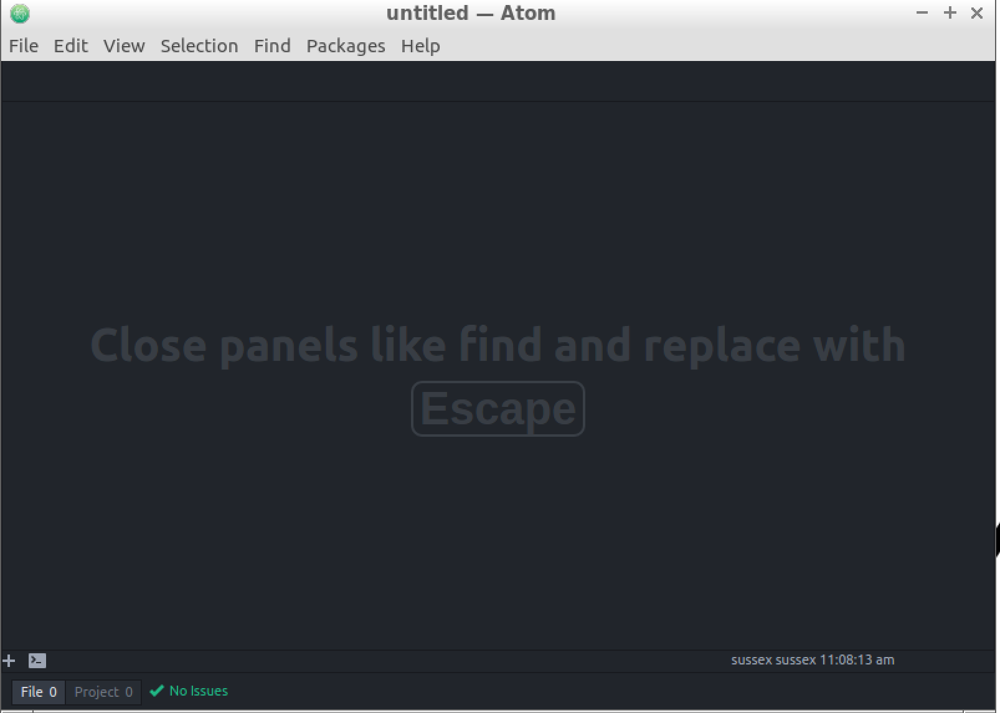 untitled — Atom
File Edit View Selection Find Packages Help
Close panels like find and replace with
Escape
sussex sussex 11:08:13 am
File 0 Project 0 No Issues